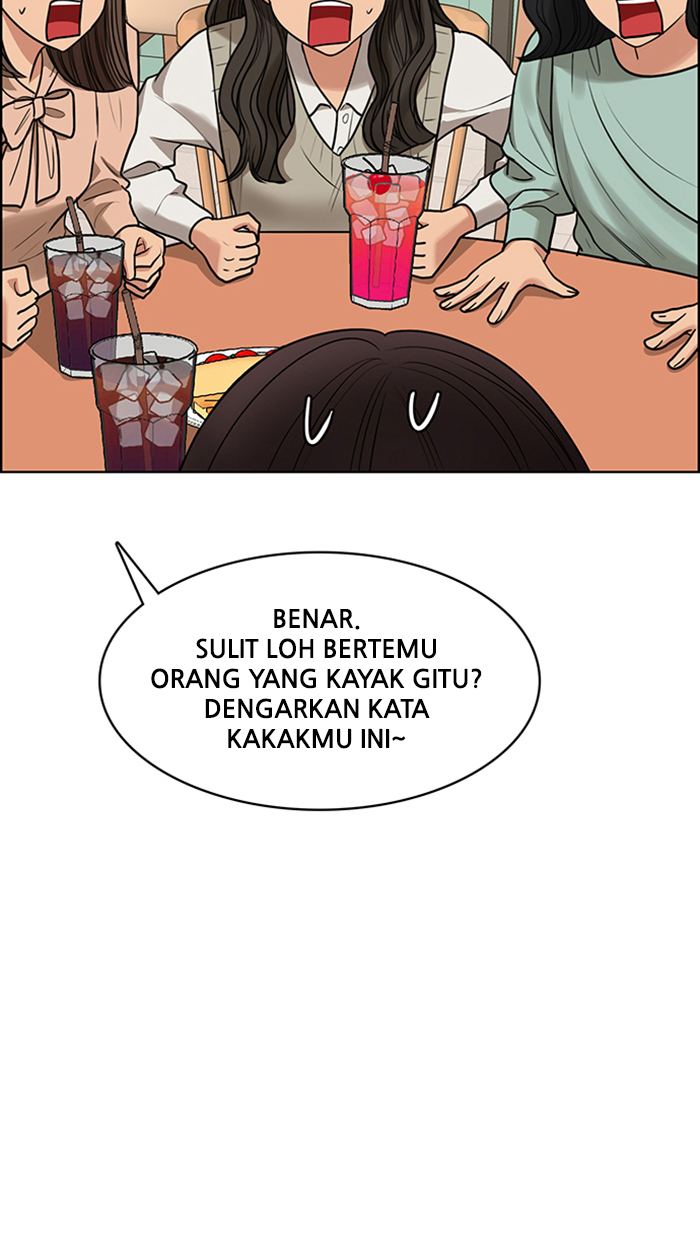 BENAR.
SULIT LOH BERTEMU
ORANG YANG KAYAK GITU?
DENGARKAN KATA
KAKAKMU INI~